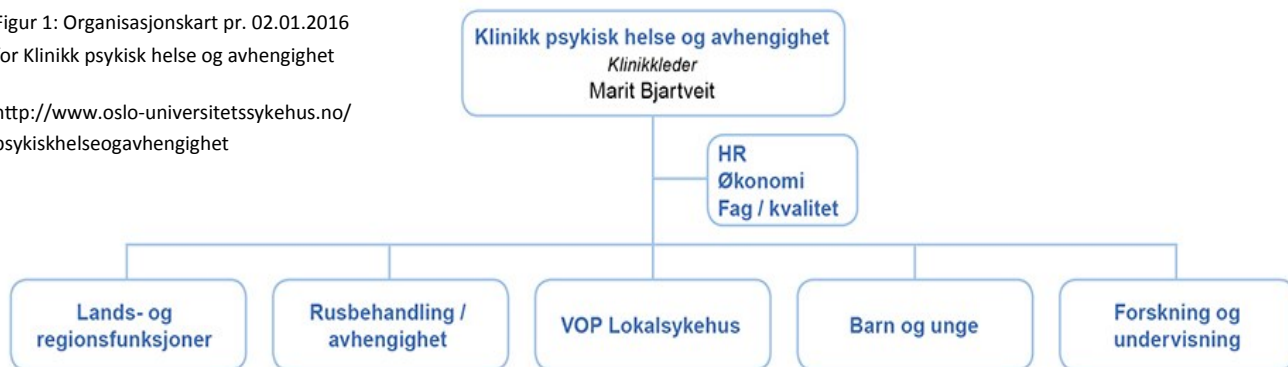 Figur 1: Organisasjonskart pr. 02.01.2016
for Klinikk psykisk helse og avhengighet
http://www.oslo-universitetssykehus.no/
psykiskhelseogavhengighet
Klinikk psykisk helse og avhengighet
Klinikkleder
Marit Bjartveit
HR
Økonomi
Fag / kvalitet
Lands- og
regionsfunksjoner
Rusbehandling /
avhengighet
VOP Lokalsykehus
Barn og unge
Forskning og
undervisning